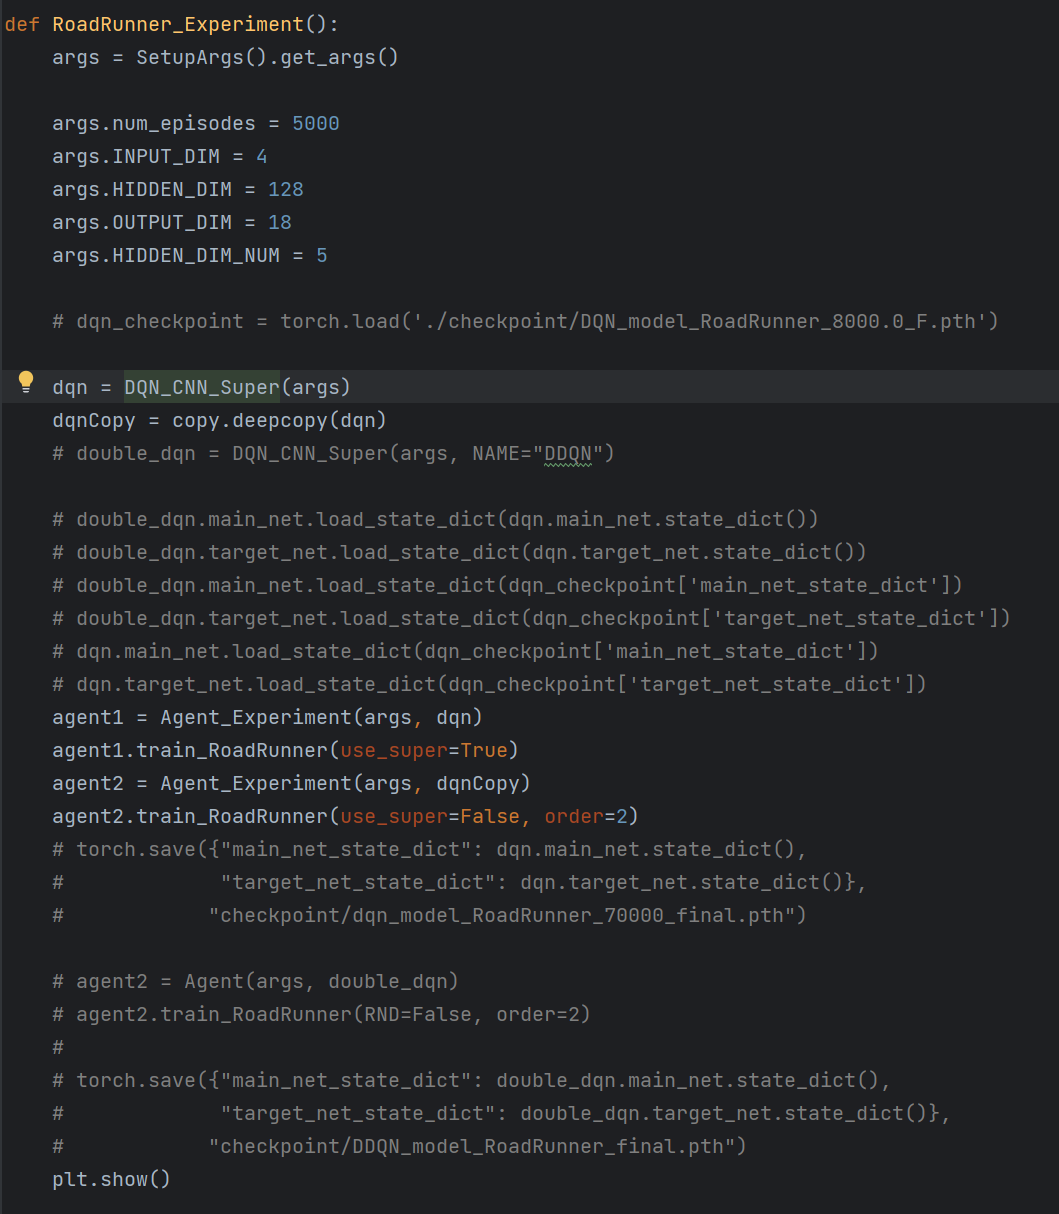 def RoadRunner_Experiment():
    args = SetupArgs().get_args()

    args.num_episodes = 5000
    args.INPUT_DIM = 4
    args.HIDDEN_DIM = 128
    args.OUTPUT_DIM = 18
    args.HIDDEN_DIM_NUM = 5

    # dqn_checkpoint = torch.load('./checkpoint/DQN_model_RoadRunner_8000.0_F.pth')

    dqn = DQN_CNN_Super(args)
    dqnCopy = copy.deepcopy(dqn)
    # double_dqn = DQN_CNN_Super(args, NAME="DDQN")

    # double_dqn.main_net.load_state_dict(dqn.main_net.state_dict())
    # double_dqn.target_net.load_state_dict(dqn.target_net.state_dict())
    # double_dqn.main_net.load_state_dict(dqn_checkpoint['main_net_state_dict'])
    # double_dqn.target_net.load_state_dict(dqn_checkpoint['target_net_state_dict'])
    # dqn.main_net.load_state_dict(dqn_checkpoint['main_net_state_dict'])
    # dqn.target_net.load_state_dict(dqn_checkpoint['target_net_state_dict'])
    agent1 = Agent_Experiment(args, dqn)
    agent1.train_RoadRunner(use_super=True)
    agent2 = Agent_Experiment(args, dqnCopy)
    agent2.train_RoadRunner(use_super=False, order=2)
    # torch.save({"main_net_state_dict": dqn.main_net.state_dict(),
    #             "target_net_state_dict": dqn.target_net.state_dict()},
    #            "checkpoint/dqn_model_RoadRunner_70000_final.pth")

    # agent2 = Agent(args, double_dqn)
    # agent2.train_RoadRunner(RND=False, order=2)
    #
    # torch.save({"main_net_state_dict": double_dqn.main_net.state_dict(),
    #             "target_net_state_dict": double_dqn.target_net.state_dict()},
    #            "checkpoint/DDQN_model_RoadRunner_final.pth")
    plt.show()